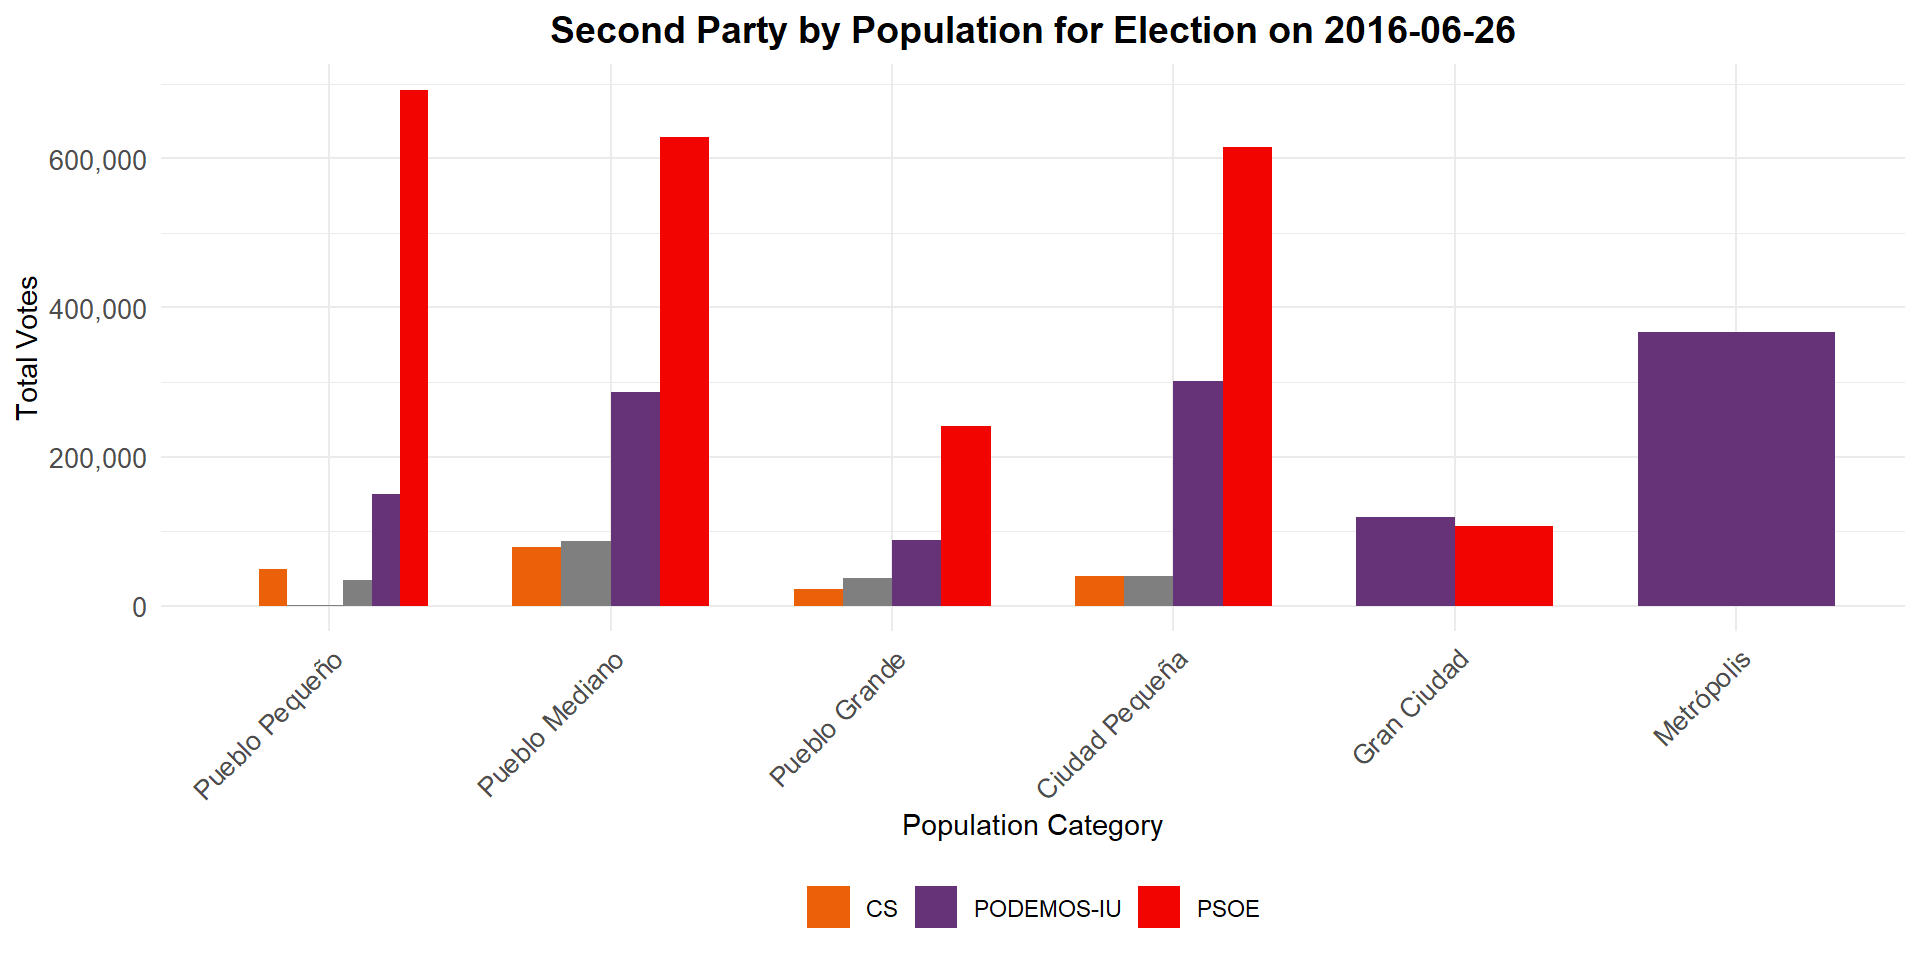 Second Party by Population for Election on 2016-06-26
Total Votes
600,000
400,000
200,000
0
Pueblo Pequeño
Pueblo Mediano
Pueblo Grande
Ciudad Pequeña
Gran Ciudad
Metrópolis
Population Category
CS PODEMOS-IU PSOE